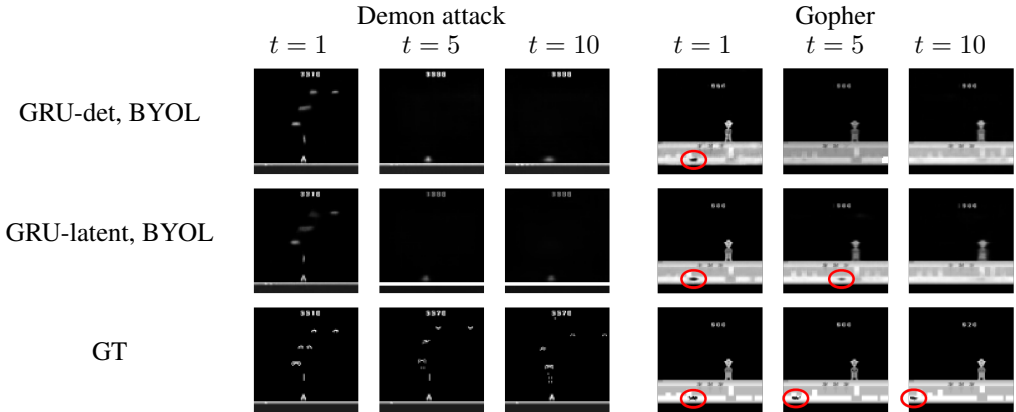 Demon attack Gopher
t = 1 t = 5 t = 10 t = 1 t = 5 t = 10
GRU-det, BYOL
GRU-latent, BYOL
GT